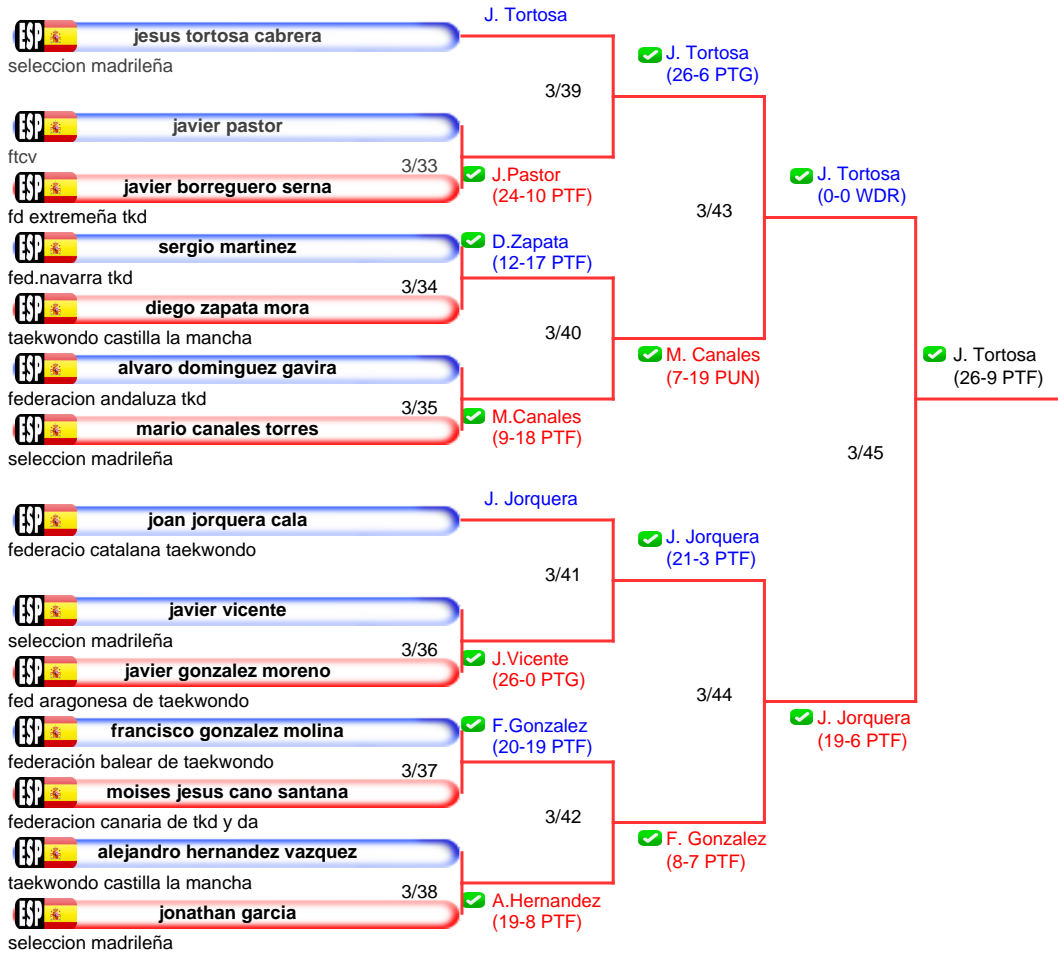 J. Tortosa
ESP jesus tortosa cabrera
seleccion madrileña
J. Tortosa
(26-6 PTG)
3/39
ESP javier pastor
ftcv
3/33
J.Pastor
(24-10 PTF)
ESP javier borreguero serna
fd extremeña tkd
J. Tortosa
(0-0 WDR)
3/43
ESP sergio martinez
fed.navarra tkd
D.Zapata
(12-17 PTF)
3/34
ESP diego zapata mora
taekwondo castilla la mancha
3/40
M. Canales
(7-19 PUN)
ESP alvaro dominguez gavira
federacion andaluza tkd
3/35
M.Canales
(9-18 PTF)
ESP mario canales torres
seleccion madrileña
J. Tortosa
(26-9 PTF)
3/45
J. Jorquera
ESP joan jorquera cala
federacio catalana taekwondo
J. Jorquera
(21-3 PTF)
3/41
ESP javier vicente
seleccion madrileña
3/36
J.Vicente
(26-0 PTG)
ESP javier gonzalez moreno
fed aragonesa de taekwondo
3/44
J. Jorquera
(19-6 PTF)
ESP francisco gonzalez molina
federación balear de taekwondo
F.Gonzalez
(20-19 PTF)
3/37
ESP moises jesus cano santana
federacion canaria de tkd y da
3/42
F. Gonzalez
(8-7 PTF)
ESP alejandro hernandez vazquez
taekwondo castilla la mancha
3/38
A.Hernandez
(19-8 PTF)
ESP jonathan garcia
seleccion madrileña